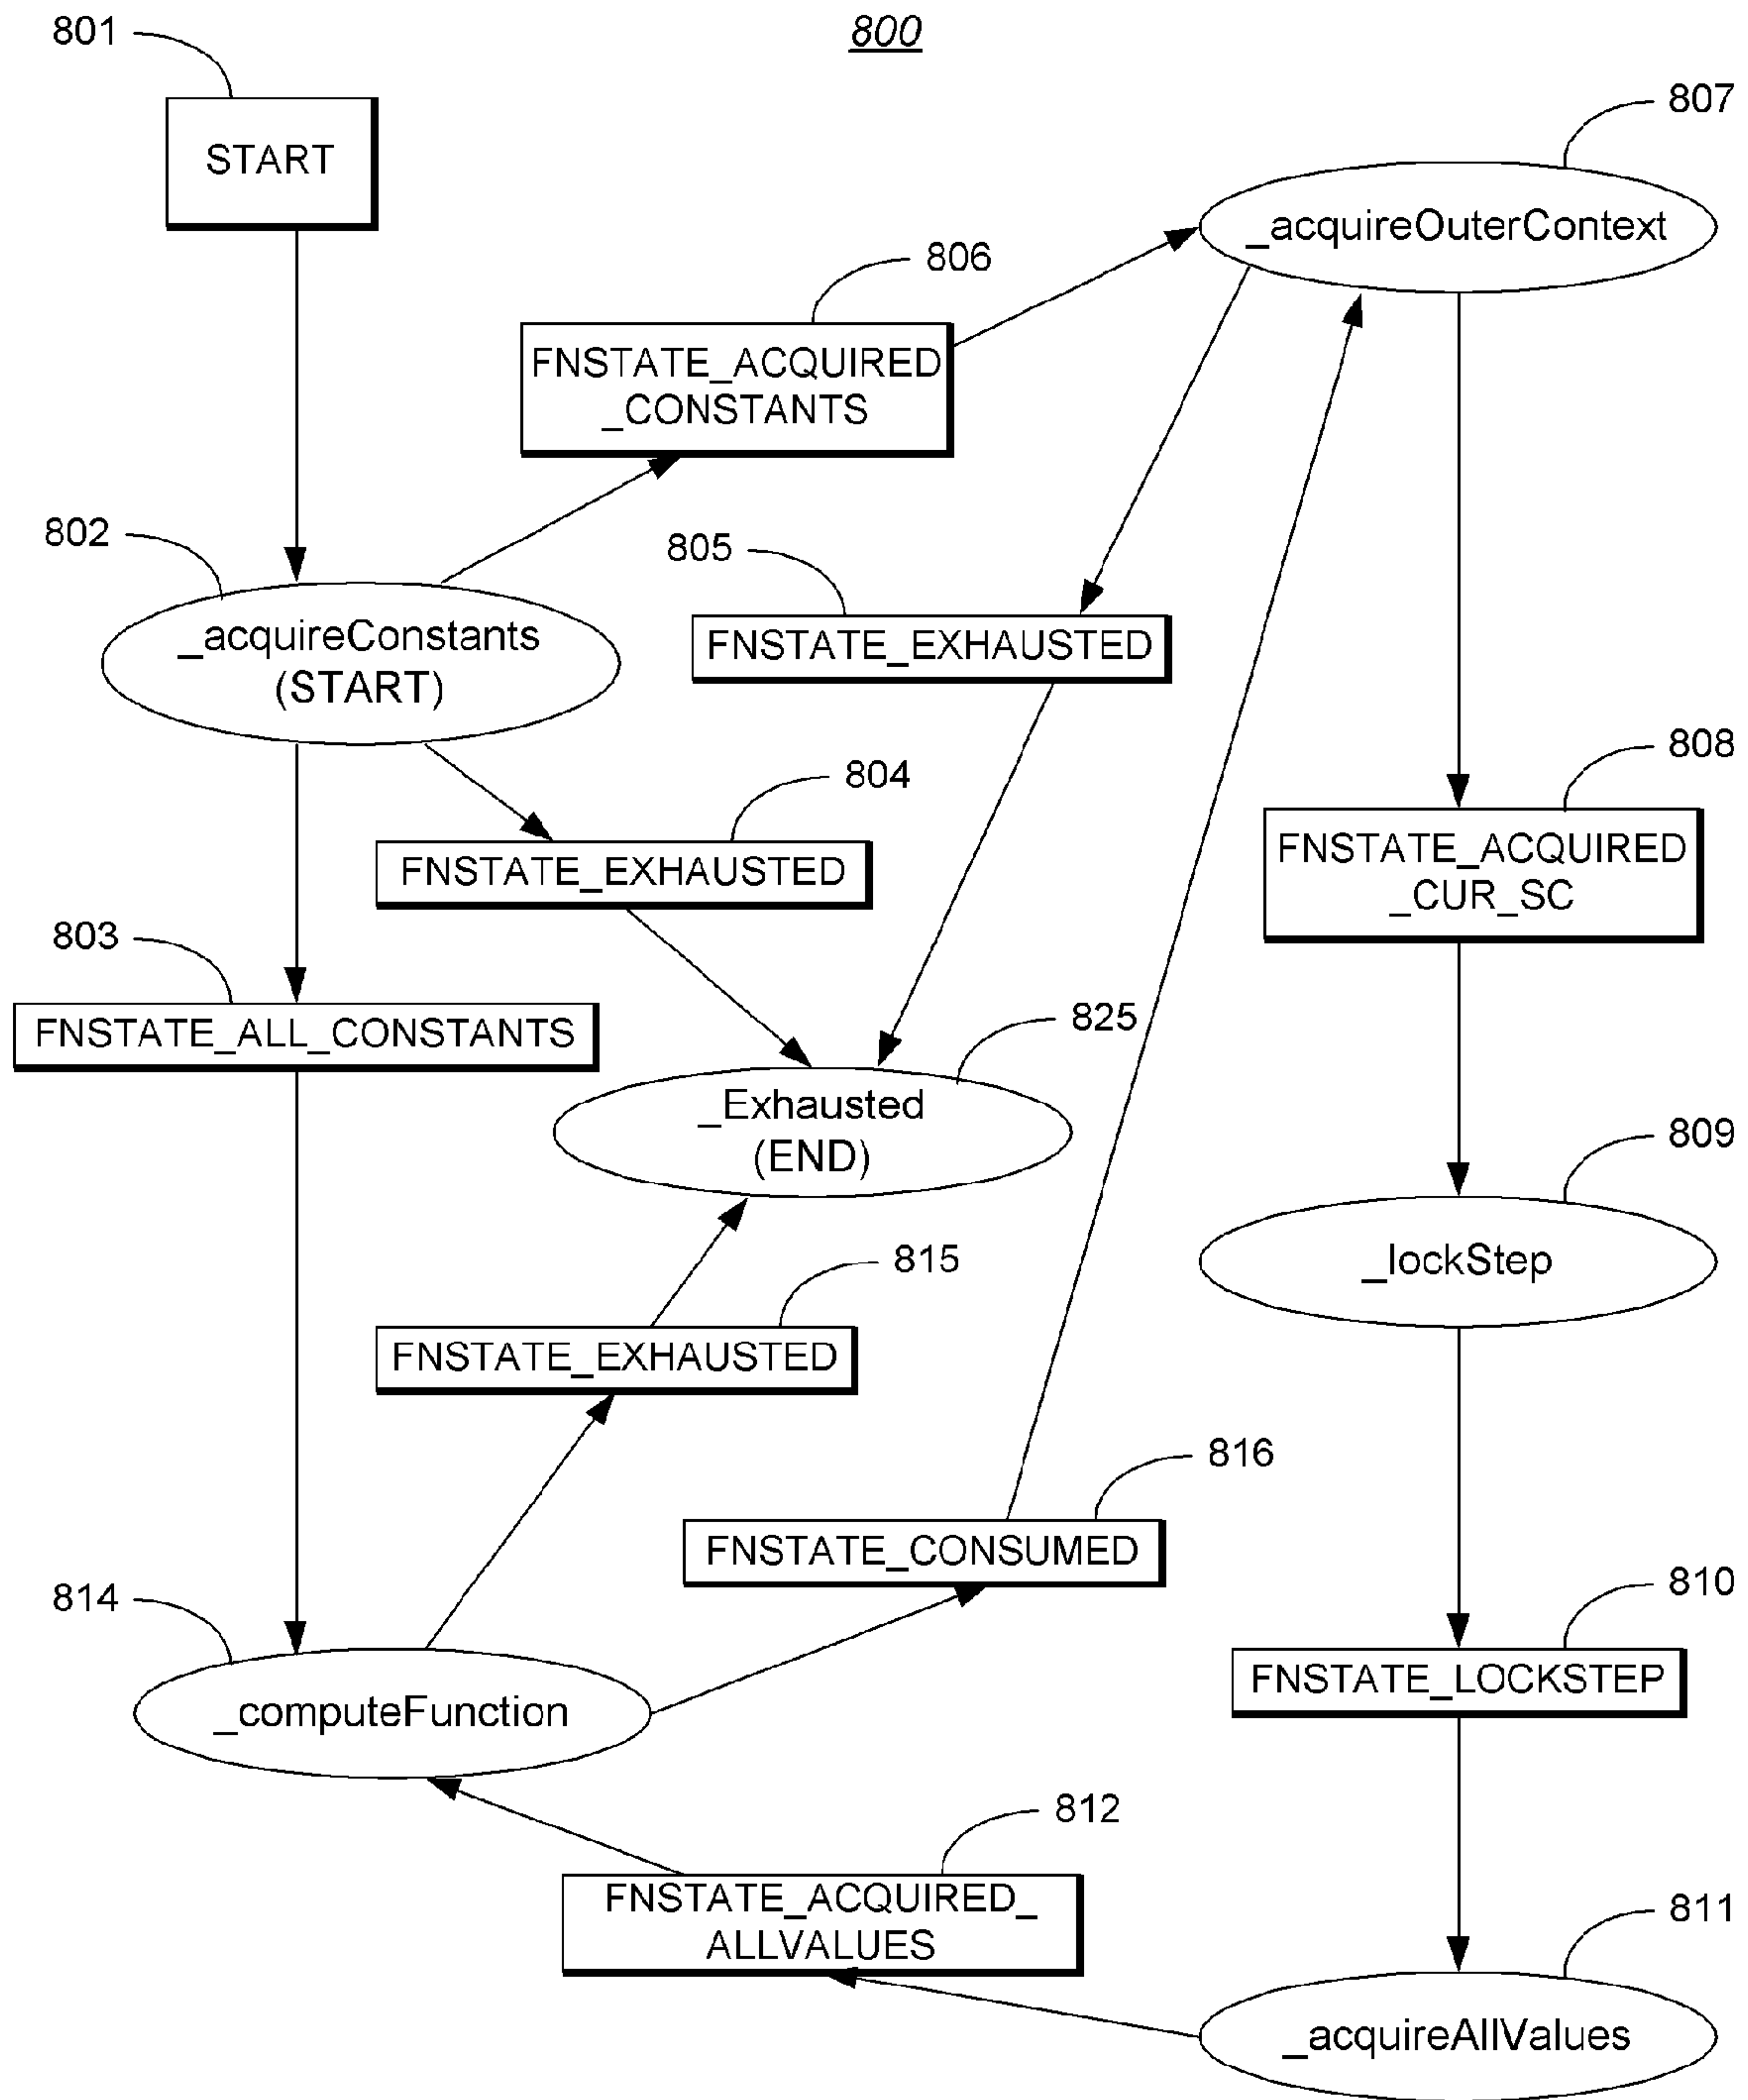 801
800
START
807
_acquireOuterContext
806
FNSTATE_ACQUIRED
_CONSTANTS
802
805
_acquireConstants
(START)
FNSTATE_EXHAUSTED
808
804
FNSTATE_ACQUIRED
_CUR_SC
FNSTATE_EXHAUSTED
803
FNSTATE_ALL_CONSTANTS
825
_Exhausted
(END)
809
_lockStep
815
FNSTATE_EXHAUSTED
816
FNSTATE_CONSUMED
810
FNSTATE_LOCKSTEP
814
_computeFunction
812
FNSTATE_ACQUIRED_
ALLVALUES
811
_acquireAllValues